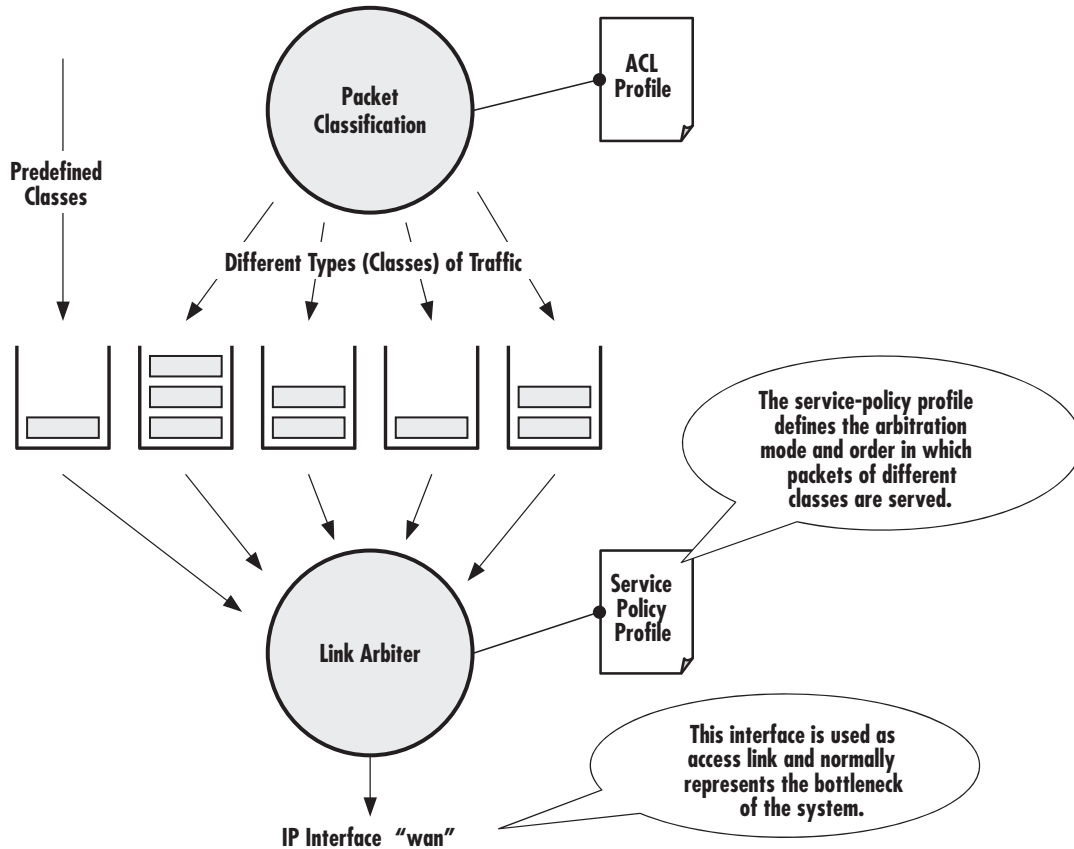 Packet
Classification
ACL
Profile
Predefined
Classes
Different Types (Classes) of Traffic
The service-policy profile
defines the arbitration
mode and order in which
packets of different
classes are served.
Service
Policy
Profile
Link Arbiter
This interface is used as
access link and normally
represents the bottleneck
of the system.
IP Interface “wan”